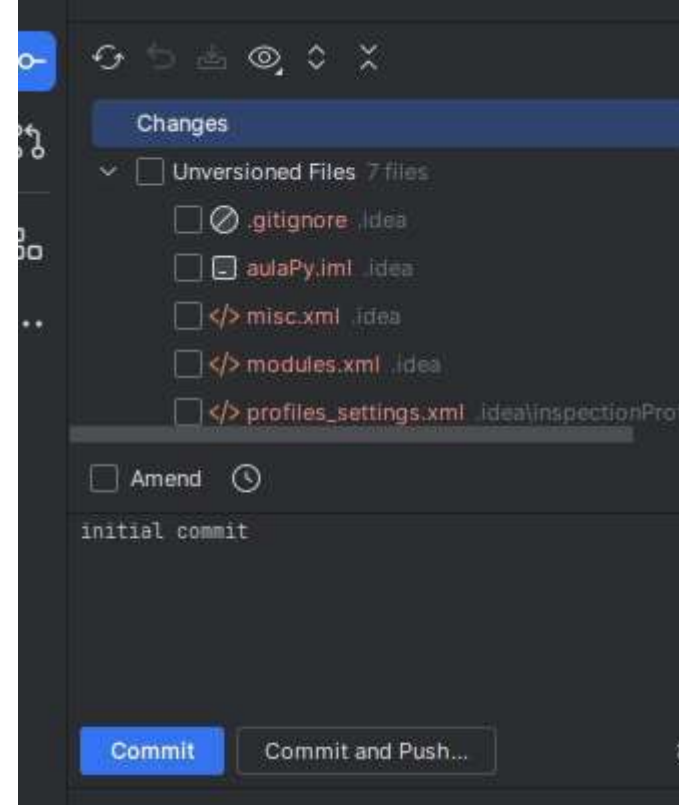 Changes
Unversioned Files 7 files
.gitignore .idea
aulaPy.iml .idea
misc.xml .idea
modules.xml .idea
profiles_settings.xml .idea\inspectionPro
Amend
initial commit
Commit Commit and Push...